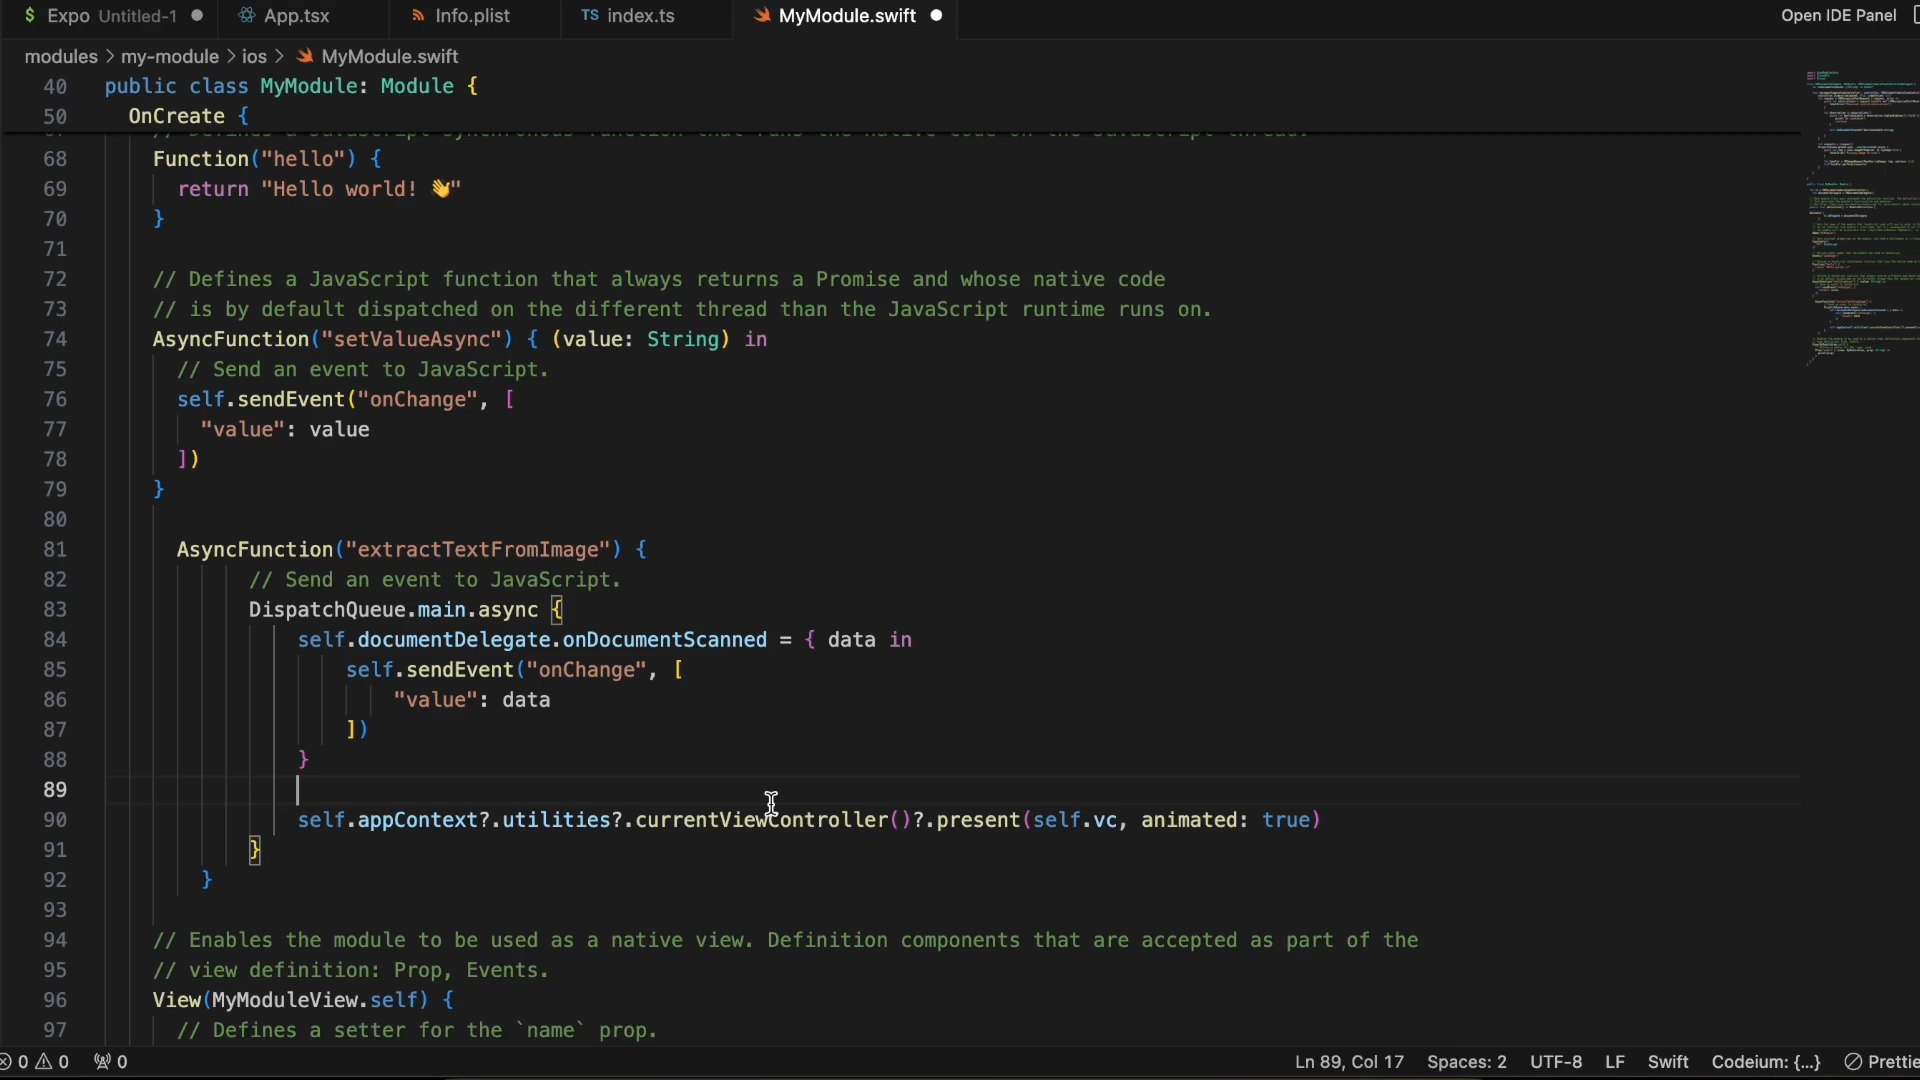 $ Expo Untitled-1 App.tsx Info.plist TS index.ts MyModule.swift Open IDE Panel
modules > my-module > ios > MyModule.swift
40 public class MyModule: Module {
50 OnCreate {
68 Function("hello") {
69 return "Hello world! 👋"
70 }
71
72 // Defines a JavaScript function that always returns a Promise and whose native code
73 // is by default dispatched on the different thread than the JavaScript runtime runs on.
74 AsyncFunction("setValueAsync") { (value: String) in
75 // Send an event to JavaScript.
76 self.sendEvent("onChange", [
77 "value": value
78 ])
79 }
80
81 AsyncFunction("extractTextFromImage") {
82 // Send an event to JavaScript.
83 DispatchQueue.main.async {
84 self.documentDelegate.onDocumentScanned = { data in
85 self.sendEvent("onChange", [
86 "value": data
87 ])
88 }
89
90 self.appContext?.utilities?.currentViewController()?.present(self.vc, animated: true)
91 }
92 }
93
94 // Enables the module to be used as a native view. Definition components that are accepted as part of the
95 // view definition: Prop, Events.
96 View(MyModuleView.self) {
97 // Defines a setter for the `name` prop.
0 0 0 Ln 89, Col 17 Spaces: 2 UTF-8 LF Swift Codeium: {...} Prettie